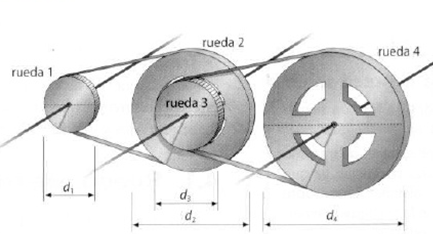 rueda 1
rueda 2
rueda 3
rueda 4
d₁
d₃
d₂
d₄